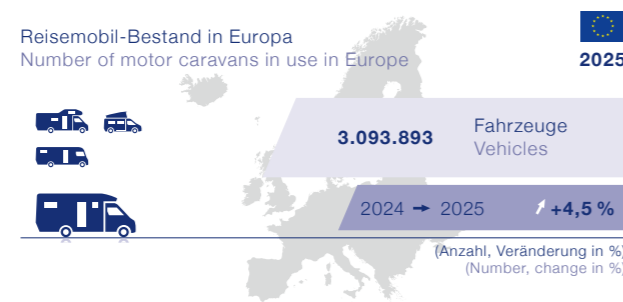 Reisemobil-Bestand in Europa
Number of motor caravans in use in Europe
2025
3.093.893
Fahrzeuge
Vehicles
2024 → 2025 +4,5 %
(Anzahl, Veränderung in %)
(Number, change in %)